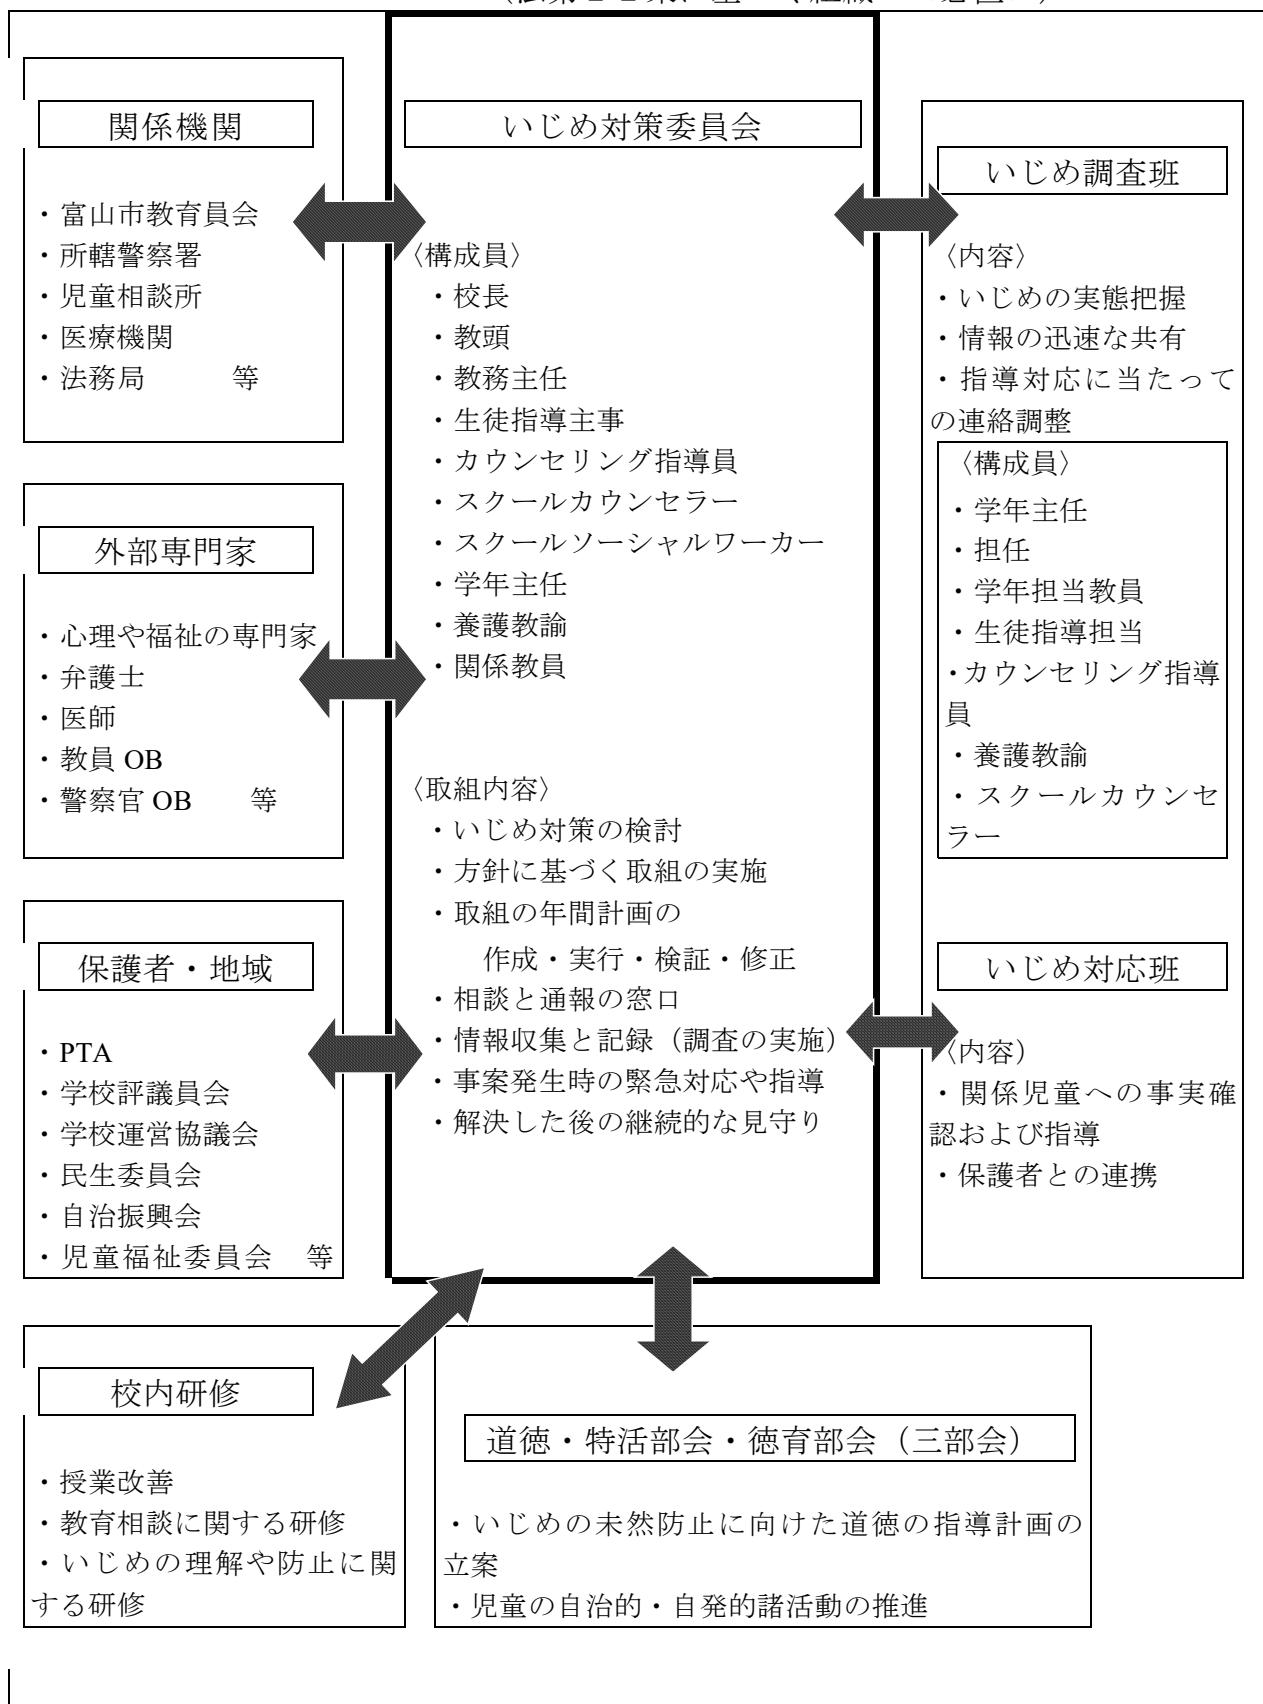 関係機関
・富山市教育員会
・所轄警察署
・児童相談所
・医療機関
・法務局　　等
外部専門家
・心理や福祉の専門家
・弁護士
・医師
・教員 OB
・警察官 OB　等
保護者・地域
・PTA
・学校評議員会
・学校運営協議会
・民生委員会
・自治振興会
・児童福祉委員会　等
いじめ対策委員会
〈構成員〉
・校長
・教頭
・教務主任
・生徒指導主事
・カウンセリング指導員
・スクールカウンセラー
・スクールソーシャルワーカー
・学年主任
・養護教諭
・関係教員
〈取組内容〉
・いじめ対策の検討
・方針に基づく取組の実施
・取組の年間計画の
作成・実行・検証・修正
・相談と通報の窓口
・情報収集と記録（調査の実施）
・事案発生時の緊急対応や指導
・解決した後の継続的な見守り
いじめ調査班
〈内容〉
・いじめの実態把握
・情報の迅速な共有
・指導対応に当たって
の連絡調整
〈構成員〉
・学年主任
・担任
・学年担当教員
・生徒指導担当
・カウンセリング指導
員
・養護教諭
・スクールカウンセ
ラー
いじめ対応班
〈内容）
・関係児童への事実確
認および指導
・保護者との連携
校内研修
・授業改善
・教育相談に関する研修
・いじめの理解や防止に関
する研修
道徳・特活部会・徳育部会（三部会）
・いじめの未然防止に向けた道徳の指導計画の
立案
・児童の自治的・自発的諸活動の推進